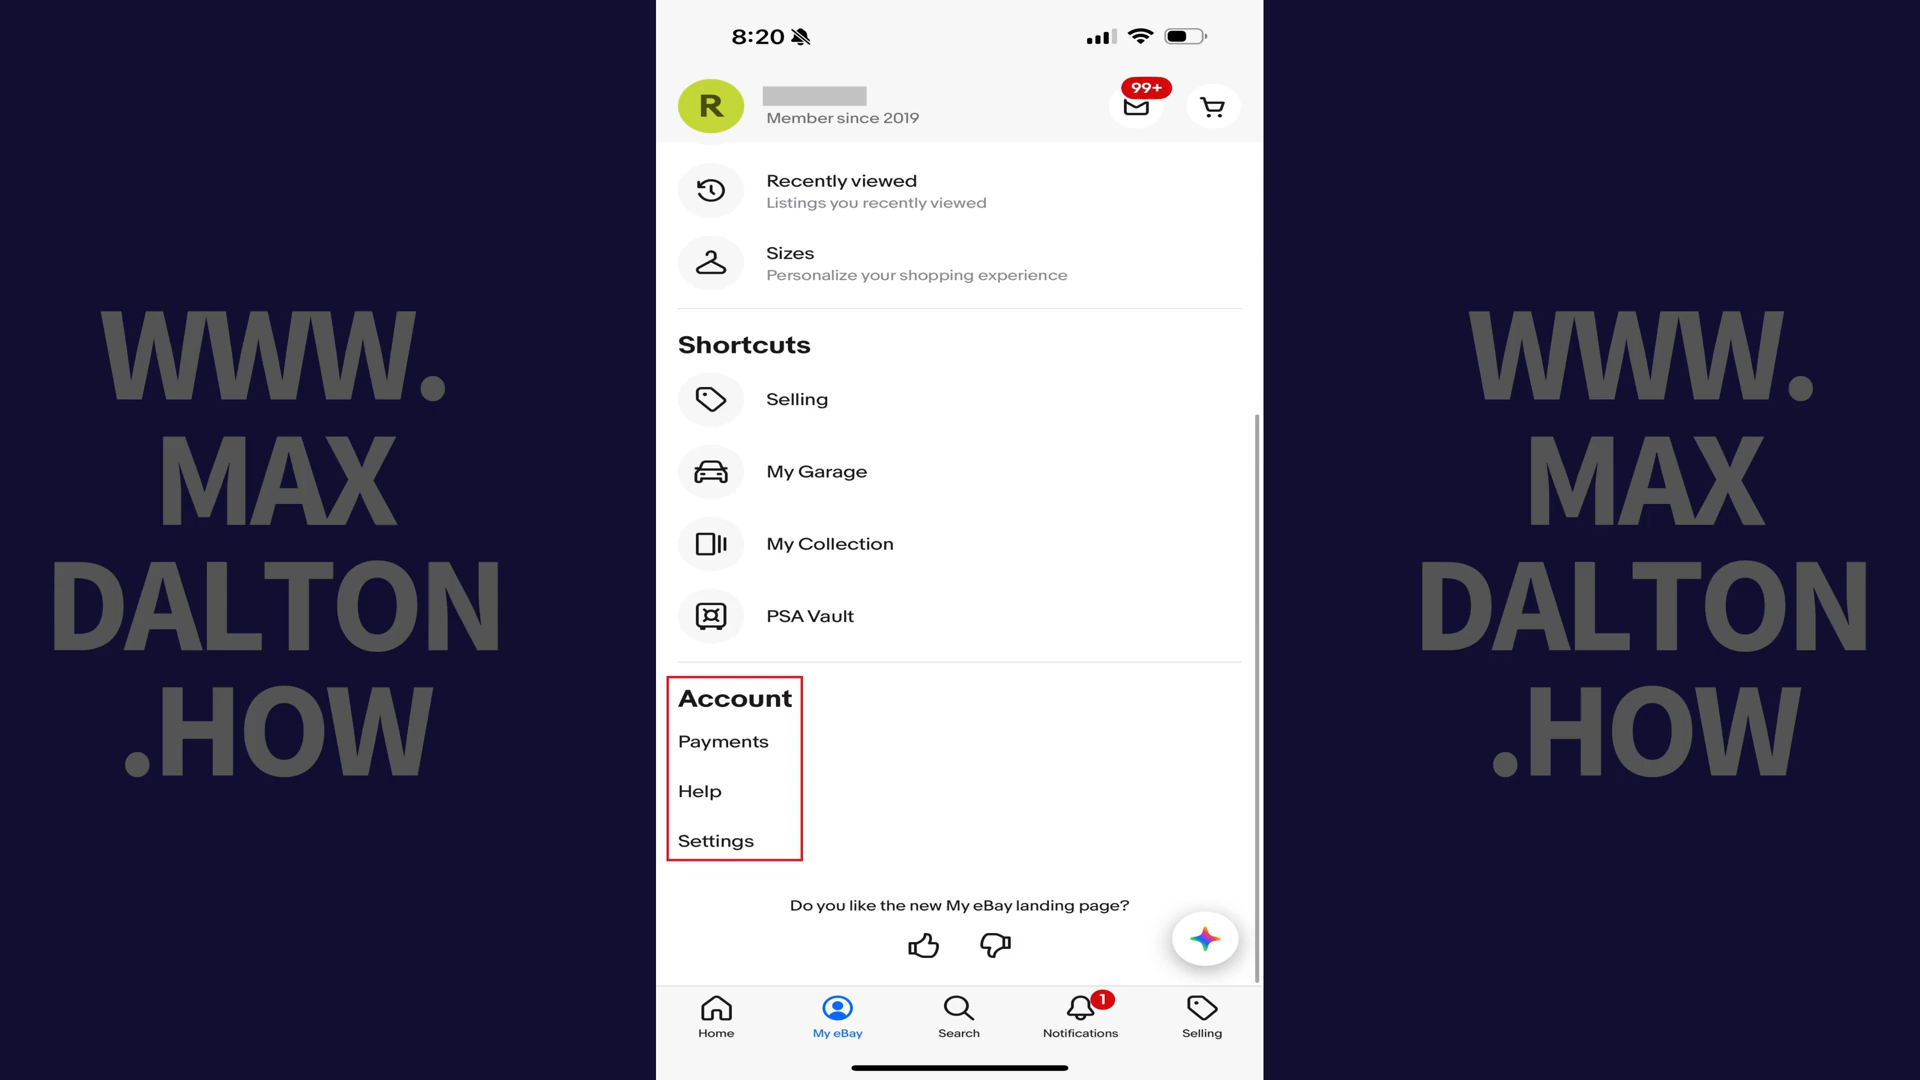 WWW.
MAX
DALTON
.HOW
8:20
R
Member since 2019
99+
Recently viewed
Listings you recently viewed
Sizes
Personalize your shopping experience
Shortcuts
Selling
My Garage
My Collection
PSA Vault
Account
Payments
Help
Settings
Do you like the new My eBay landing page?
Home
My eBay
Search
1
Notifications
Selling
WWW.
MAX
DALTON
.HOW